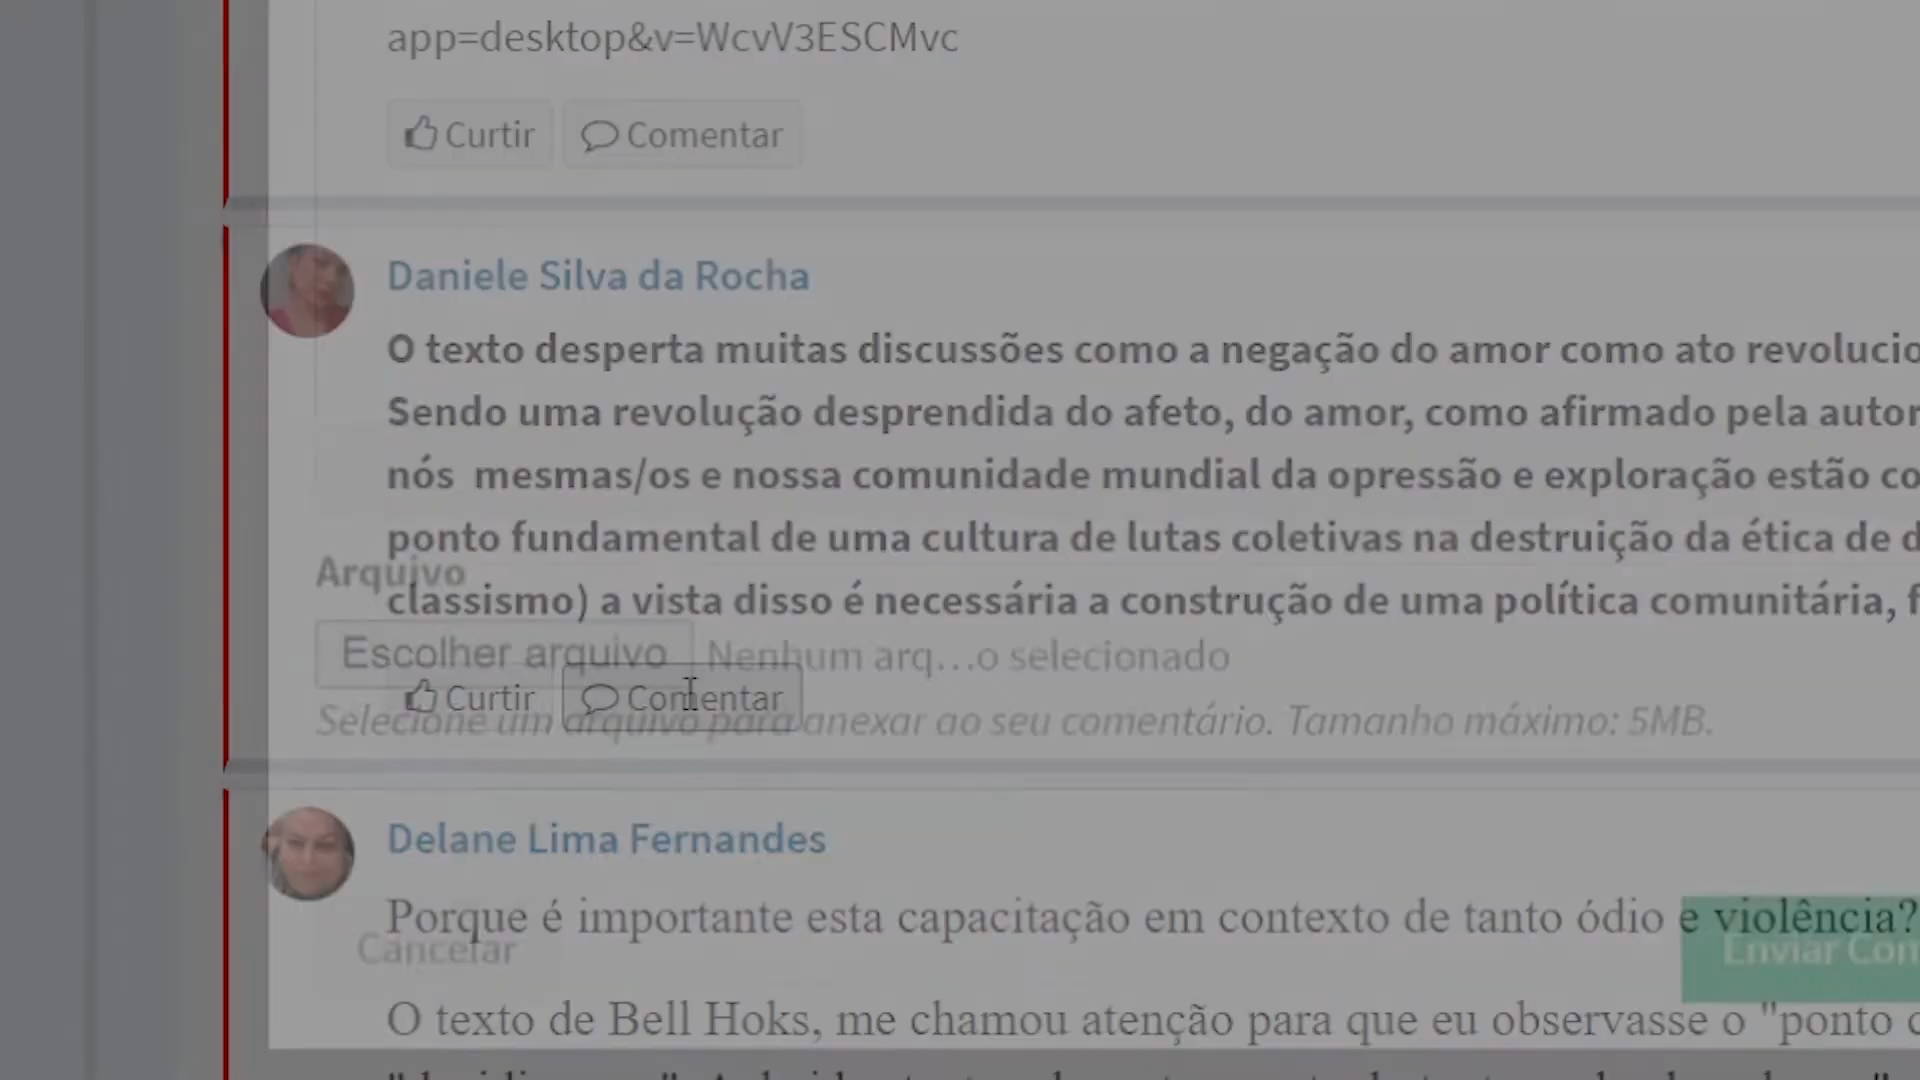 app=desktop&v=WcvV3ESCMvc
Curtir Comentar
Daniele Silva da Rocha
O texto desperta muitas discussões como a negação do amor como ato revolucio
Sendo uma revolução desprendida do afeto, do amor, como afirmado pela autor
nós mesmas/os e nossa comunidade mundial da opressão e exploração estão co
ponto fundamental de uma cultura de lutas coletivas na destruição da ética de d
Arquivo
classismo) a vista disso é necessária a construção de uma política comunitária, f
Escolher arquivo Nenhum arq...o selecionado
Curtir Comentar
Selecione um arquivo para anexar ao seu comentário. Tamanho máximo: 5MB.
Delane Lima Fernandes
Porque é importante esta capacitação em contexto de tanto ódio e violência?
Cancelar Enviar Com
O texto de Bell Hoks, me chamou atenção para que eu observasse o "ponto c